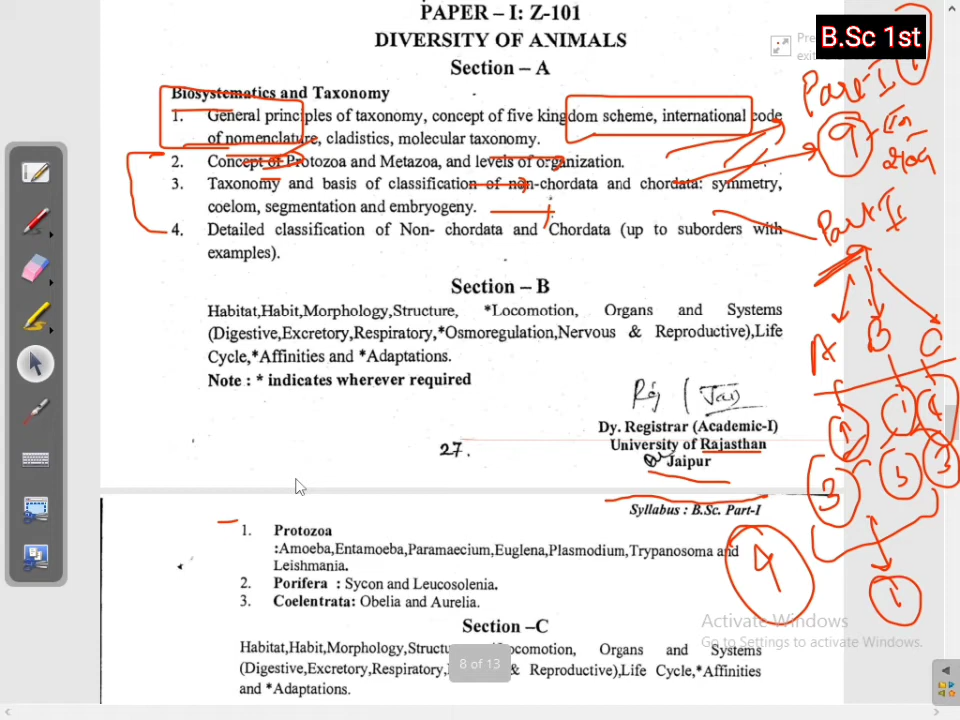 PAPER – I: Z-101
B.Sc 1st
DIVERSITY OF ANIMALS
Section – A
Part-I
1
Biosystematics and Taxonomy
1. General principles of taxonomy, concept of five kingdom scheme, international code
of nomenclature, cladistics, molecular taxonomy.
9
2. Concept of Protozoa and Metazoa, and levels of organization.
3. Taxonomy and basis of classification of non-chordata and chordata: symmetry,
coelom, segmentation and embryogeny.
Part II
4. Detailed classification of Non- chordata and Chordata (up to suborders with
examples).
Section – B
Habitat,Habit,Morphology,Structure, *Locomotion, Organs and Systems
(Digestive,Excretory,Respiratory,*Osmoregulation,Nervous & Reproductive),Life
Cycle,*Affinities and *Adaptations.
A B C
Note : * indicates wherever required
Dy. Registrar (Academic-I)
University of Rajasthan
Jaipur
27.
3 3 3
Syllabus : B.Sc. Part-I
1. Protozoa
:Amoeba,Entamoeba,Paramaecium,Euglena,Plasmodium,Trypanosoma and
Leishmania.
2. Porifera : Sycon and Leucosolenia.
3. Coelentrata: Obelia and Aurelia.
1
Activate Windows
Go to Settings to activate Windows.
Section –C
Habitat,Habit,Morphology, Organs and Systems
(Digestive,Excretory,Respiratory, & Reproductive),Life Cycle,*Affinities
and *Adaptations.
8 of 13